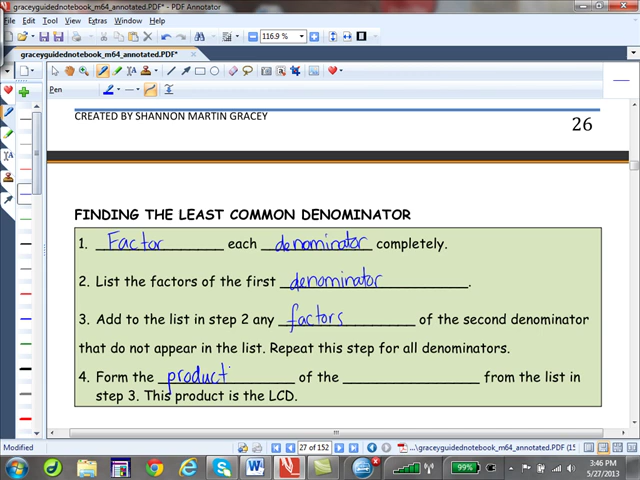 graceyguidednotebook_m64_annotated.PDF* - PDF Annotator
File Edit View Tool Extras Window Help
116.9 %
graceyguidednotebook_m64_annotated.PDF*
Pen
CREATED BY SHANNON MARTIN GRACEY
26
FINDING THE LEAST COMMON DENOMINATOR
1. Factor each denominator completely.
2. List the factors of the first denominator.
3. Add to the list in step 2 any factors of the second denominator
that do not appear in the list. Repeat this step for all denominators.
4. Form the product of the ____________ from the list in
step 3. This product is the LCD.
Modified
27 of 152
...\graceyguidednotebook_m64_annotated.PDF (15
99%
3:46 PM
5/27/2013